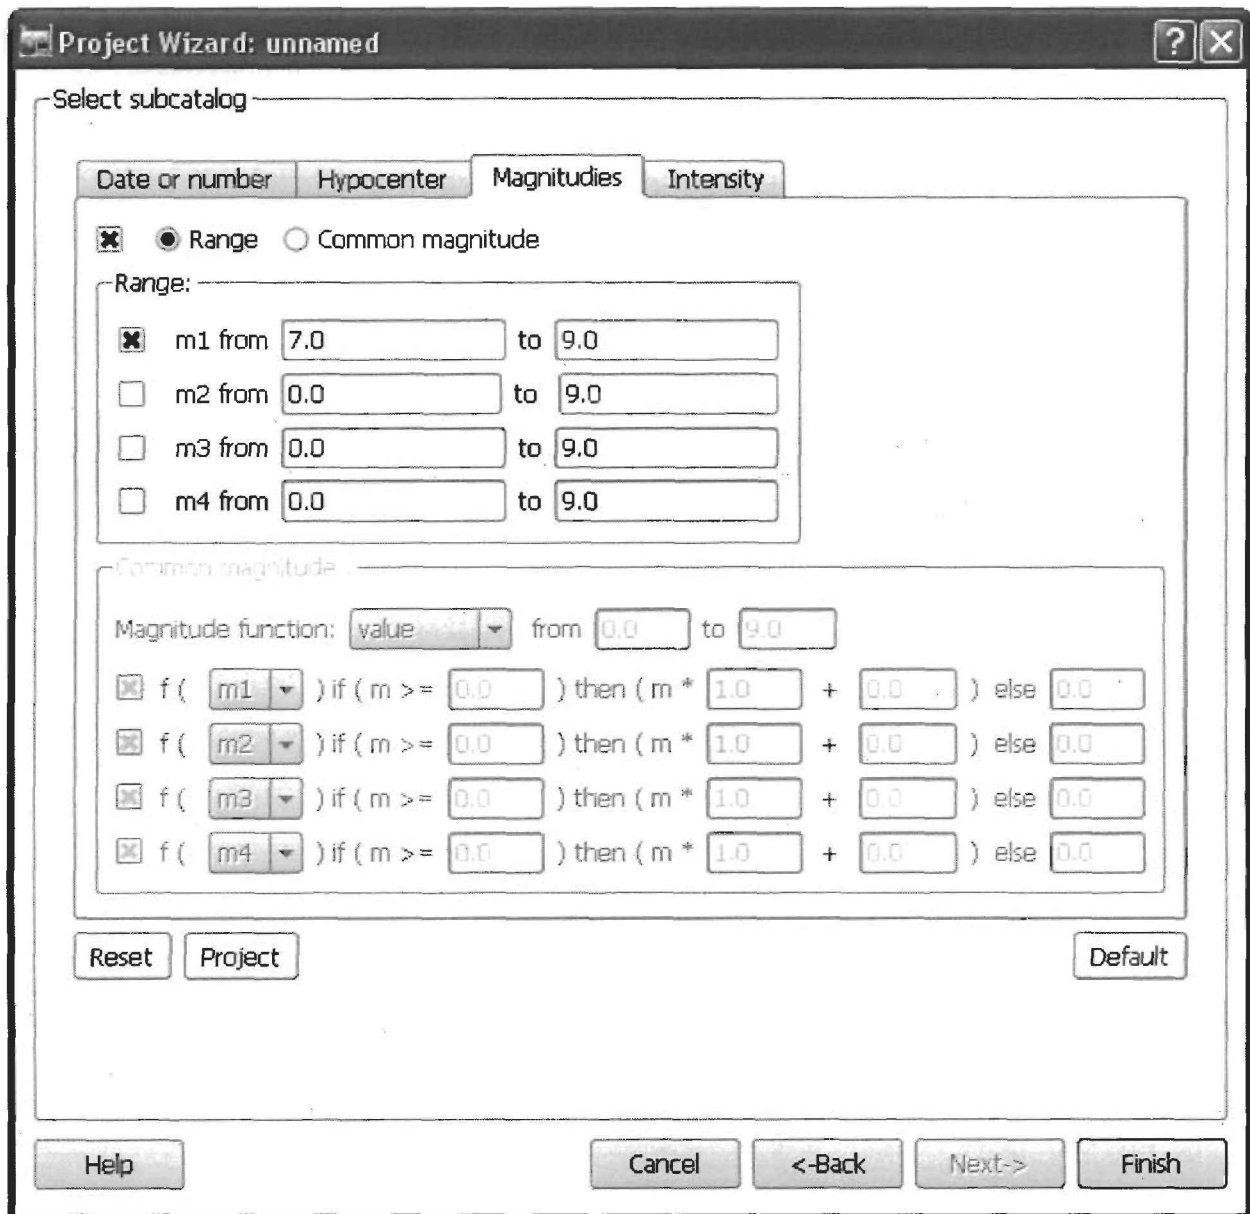 Project Wizard: unnamed
Select subcatalog
Date or number Hypocenter Magnitudies Intensity
Range Common magnitude
Range:
m1 from 7.0 to 9.0
m2 from 0.0 to 9.0
m3 from 0.0 to 9.0
m4 from 0.0 to 9.0
Common magnitude
Magnitude function: value from 0.0 to 9.0
f ( m1 ) if ( m >= 0.0 ) then ( m * 1.0 + 0.0 ) else 0.0
f ( m2 ) if ( m >= 0.0 ) then ( m * 1.0 + 0.0 ) else 0.0
f ( m3 ) if ( m >= 0.0 ) then ( m * 1.0 + 0.0 ) else 0.0
f ( m4 ) if ( m >= 0.0 ) then ( m * 1.0 + 0.0 ) else 0.0
Reset Project Default
Help Cancel <-Back Next-> Finish